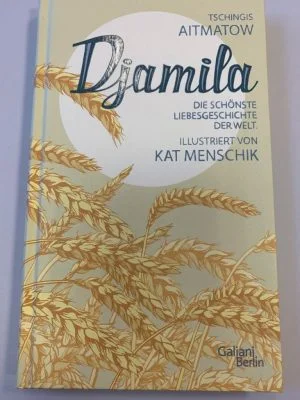 TSCHINGIS
AITMATOW
Djamila
DIE SCHÖNSTE
LIEBESGESCHICHTE
DER WELT.
ILLUSTRIERT VON
KAT MENSCHIK
Galiani
Berlin